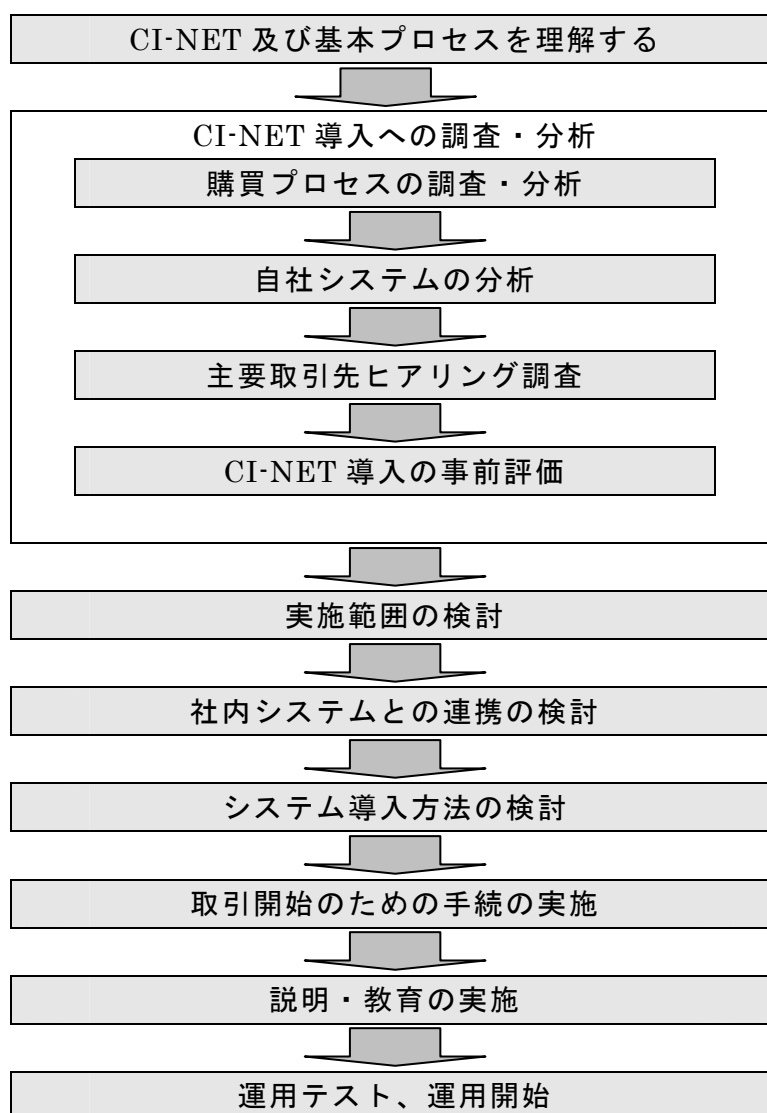 CI-NET 及び基本プロセスを理解する
CI-NET 導入への調査・分析
購買プロセスの調査・分析
自社システムの分析
主要取引先ヒアリング調査
CI-NET 導入の事前評価
実施範囲の検討
社内システムとの連携の検討
システム導入方法の検討
取引開始のための手続の実施
説明・教育の実施
運用テスト、運用開始